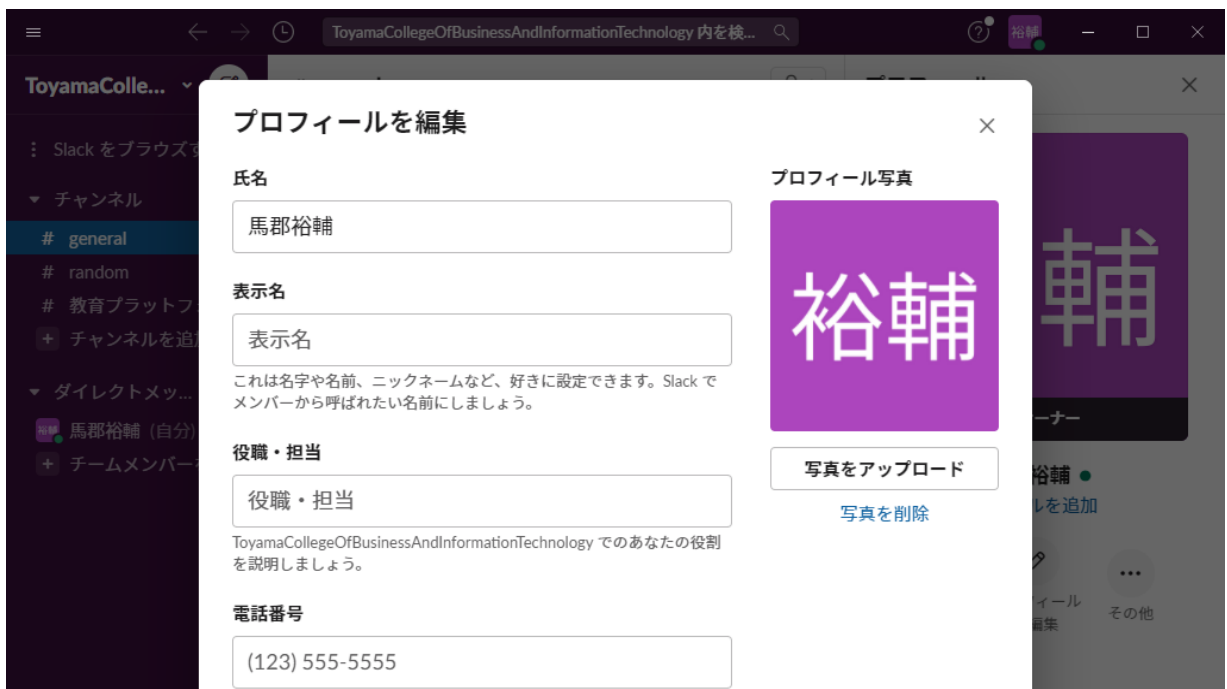 ToyamaCollegeOfBusinessAndInformationTechnology 内を検...
裕輔
ToyamaColle...
Slack をブラウズす
チャンネル
# general
# random
# 教育プラットフ
+ チャンネルを追
ダイレクトメッ...
裕輔 馬郡裕輔 (自分)
+ チームメンバー
プロフィールを編集
氏名
馬郡裕輔
表示名
表示名
これは名字や名前、ニックネームなど、好きに設定できます。Slack で
メンバーから呼ばれたい名前にしましょう。
役職・担当
役職・担当
ToyamaCollegeOfBusinessAndInformationTechnology でのあなたの役割
を説明しましょう。
電話番号
(123) 555-5555
プロフィール写真
裕輔
写真をアップロード
写真を削除
輔
ーナー
裕輔
ルを追加
ィール
編集
その他